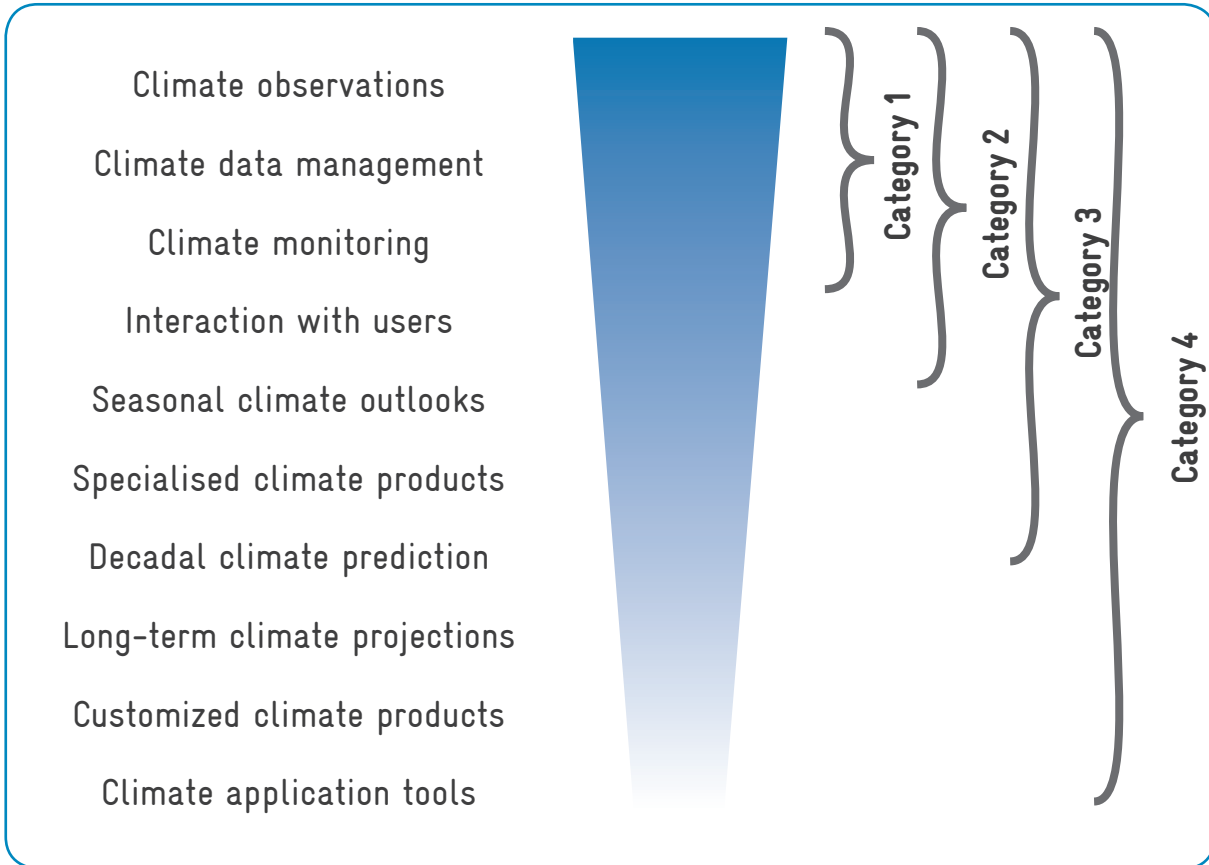 Climate observations
Climate data management
Climate monitoring
Interaction with users
Seasonal climate outlooks
Specialised climate products
Decadal climate prediction
Long-term climate projections
Customized climate products
Climate application tools
Category 1
Category 2
Category 3
Category 4